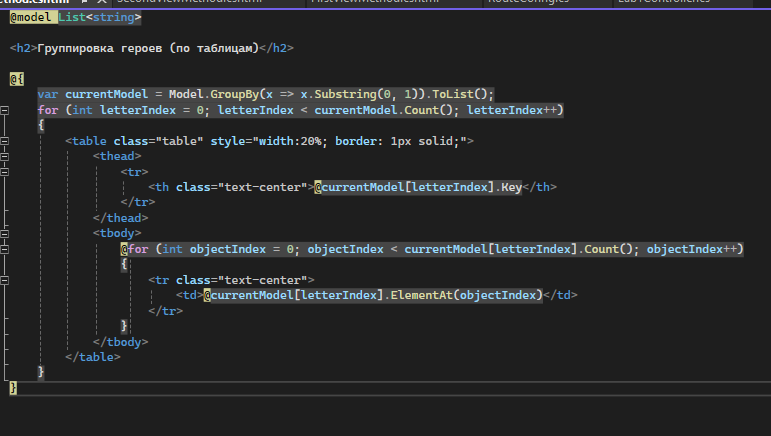 @model List<string>
<h2>Группировка героев (по таблицам)</h2>
@{
var currentModel = Model.GroupBy(x => x.Substring(0, 1)).ToList();
for (int letterIndex = 0; letterIndex < currentModel.Count(); letterIndex++)
{
<table class="table" style="width:20%; border: 1px solid;">
<thead>
<tr>
<th class="text-center">@currentModel[letterIndex].Key</th>
</tr>
</thead>
<tbody>
@for (int objectIndex = 0; objectIndex < currentModel[letterIndex].Count(); objectIndex++)
{
<tr class="text-center">
<td>@currentModel[letterIndex].ElementAt(objectIndex)</td>
</tr>
}
</tbody>
</table>
}
}